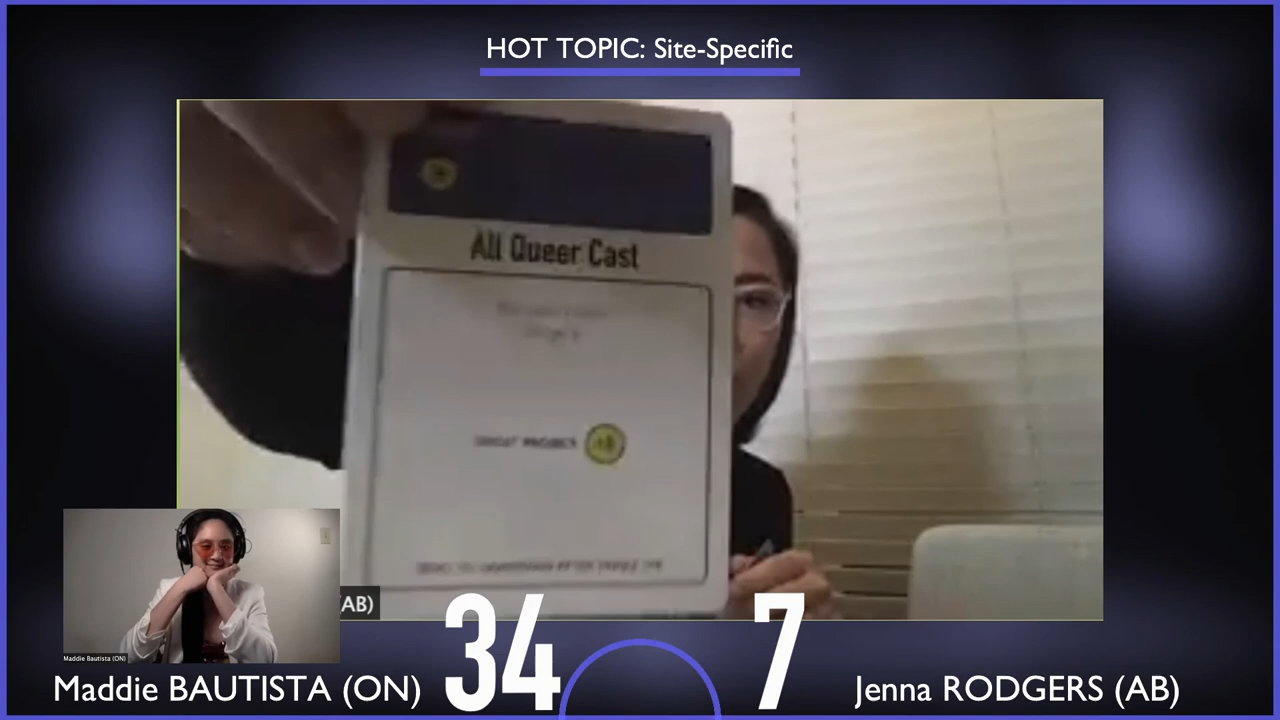 HOT TOPIC: Site-Specific
All Queer Cast
AB)
Maddie Bautista (ON)
34
7
Maddie BAUTISTA (ON)
Jenna RODGERS (AB)